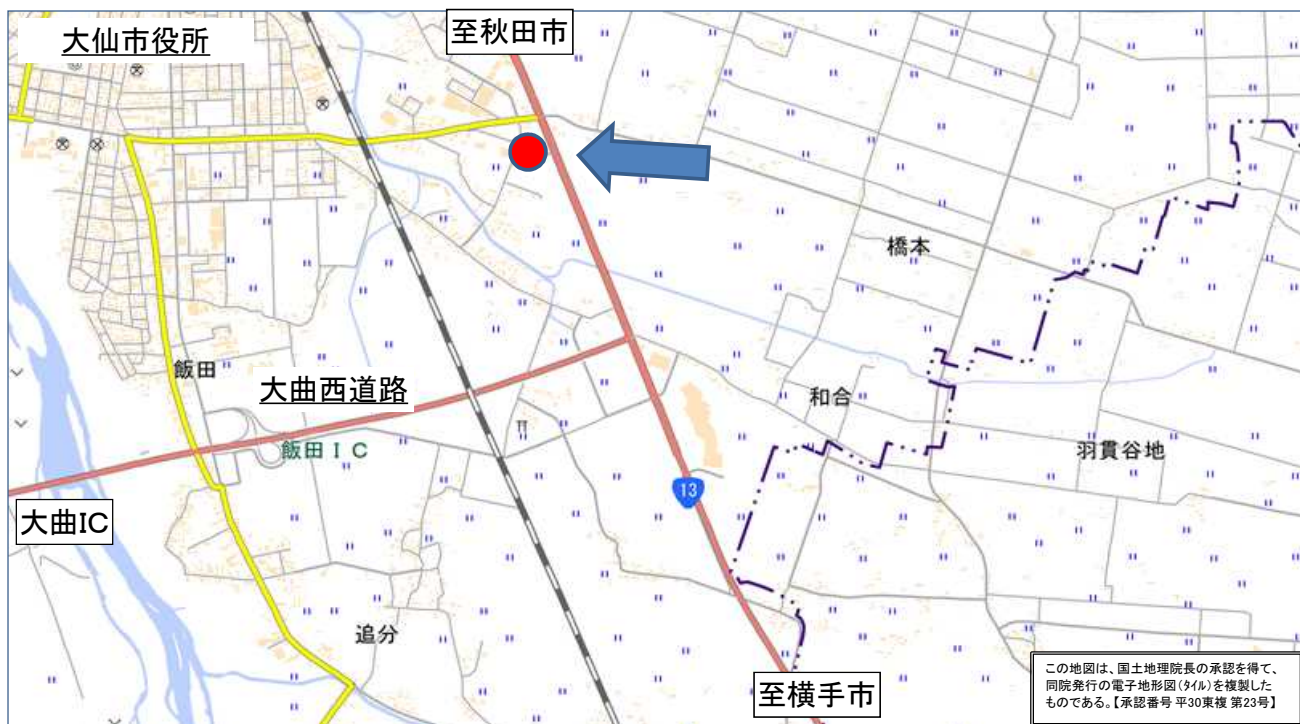 大仙市役所
至秋田市
橋本
飯田
大曲西道路
和合
飯田IC
羽貫谷地
13
大曲IC
追分
至横手市
この地図は、国土地理院長の承認を得て、
同院発行の電子地形図(タイル)を複製した
ものである。【承認番号 平30東複 第23号】